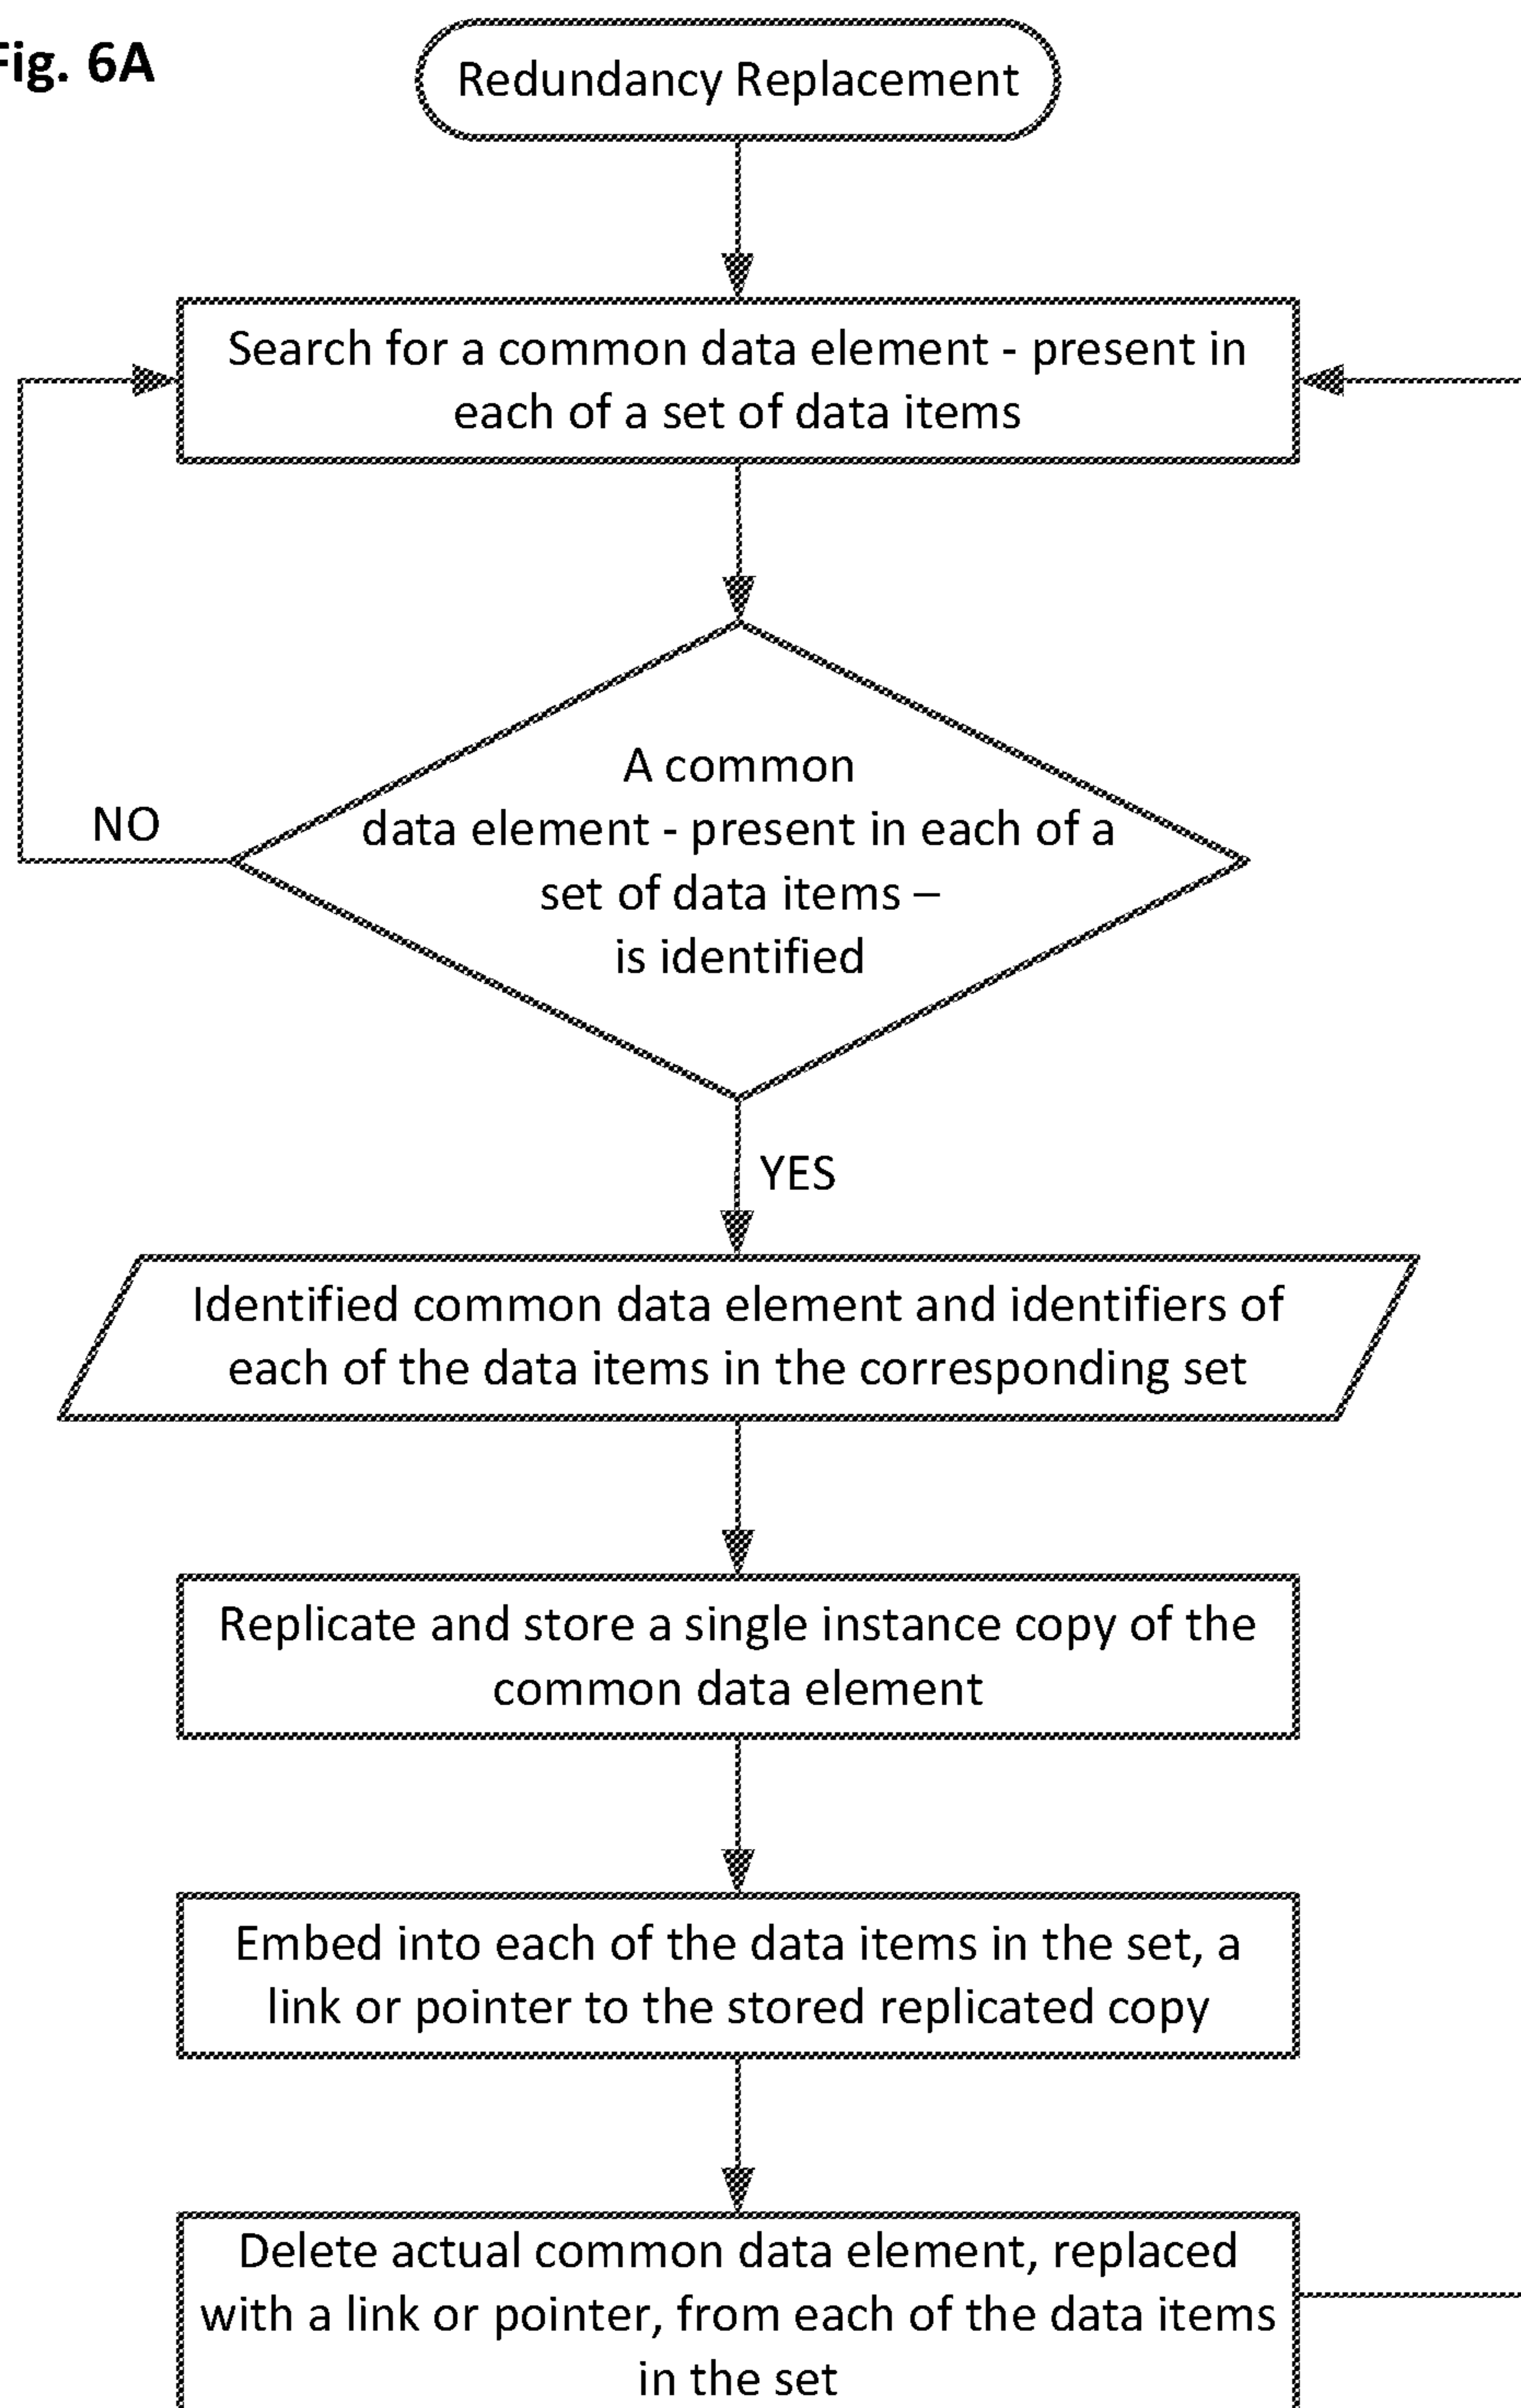 Fig. 6A
Redundancy Replacement
Search for a common data element - present in
each of a set of data items
A common
data element - present in each of a
set of data items –
is identified
NO
YES
Identified common data element and identifiers of
each of the data items in the corresponding set
Replicate and store a single instance copy of the
common data element
Embed into each of the data items in the set, a
link or pointer to the stored replicated copy
Delete actual common data element, replaced
with a link or pointer, from each of the data items
in the set